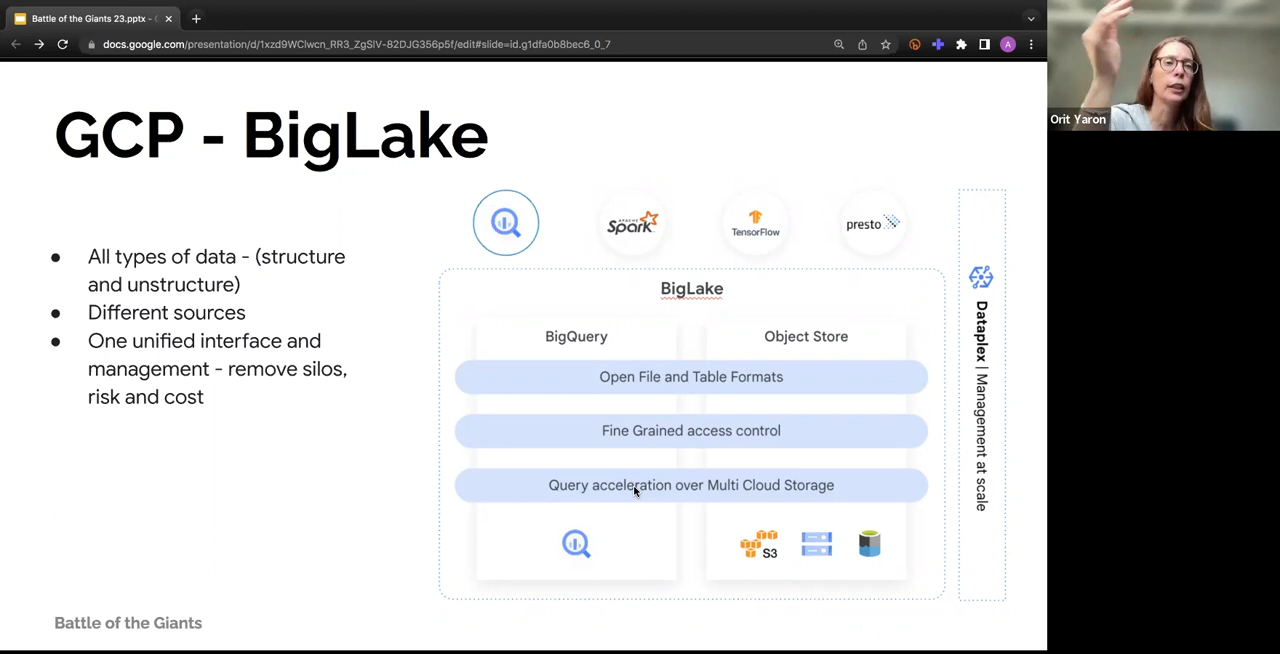 Battle of the Giants 23.pptx - (
docs.google.com/presentation/d/1xzd9WClwcn_RR3_ZgSlV-82DJG356p5f/edit#slide=id.g1dfa0b8bec6_0_7
A
Orit Yaron
GCP - BigLake
All types of data - (structure
and unstructure)
Different sources
One unified interface and
management - remove silos,
risk and cost
APACHE
Spark
TensorFlow
presto
BigLake
BigQuery
Object Store
Open File and Table Formats
Fine Grained access control
Query acceleration over Multi Cloud Storage
S3
Dataplex | Management at scale
Battle of the Giants